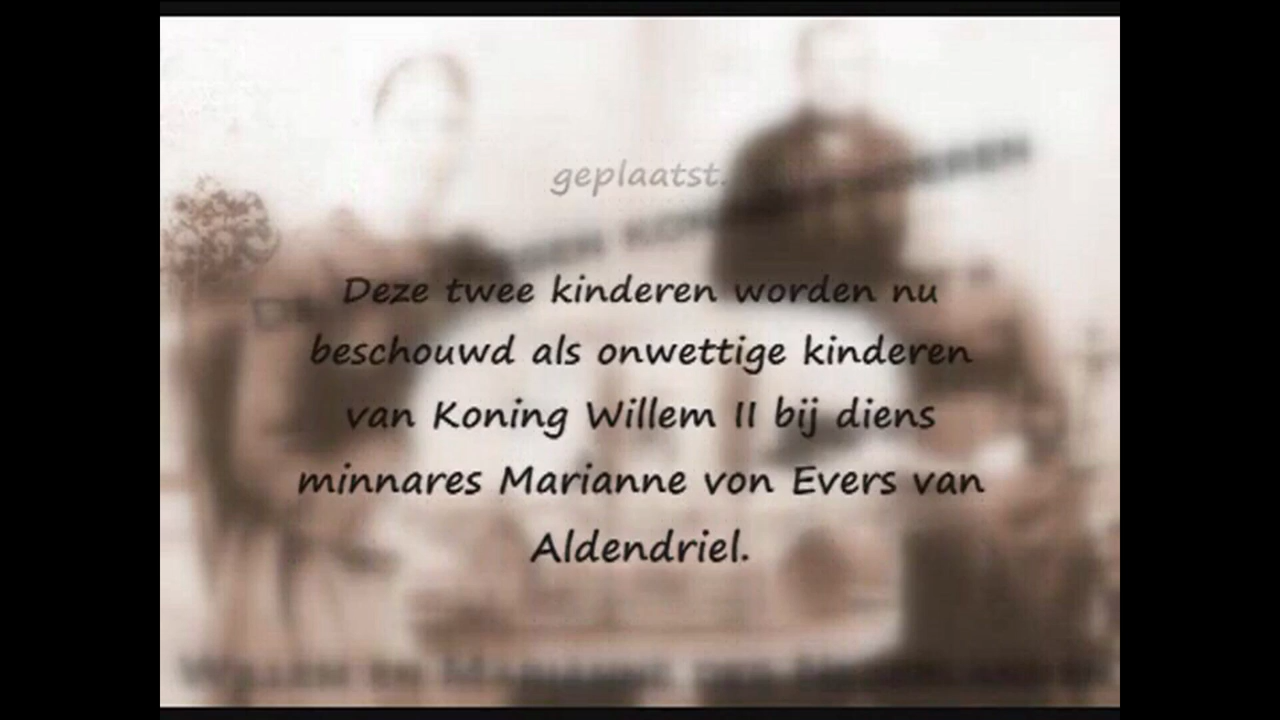 geplaatst.
Deze twee kinderen worden nu
beschouwd als onwettige kinderen
van Koning Willem II bij diens
minnares Marianne von Evers van
Aldendriel.